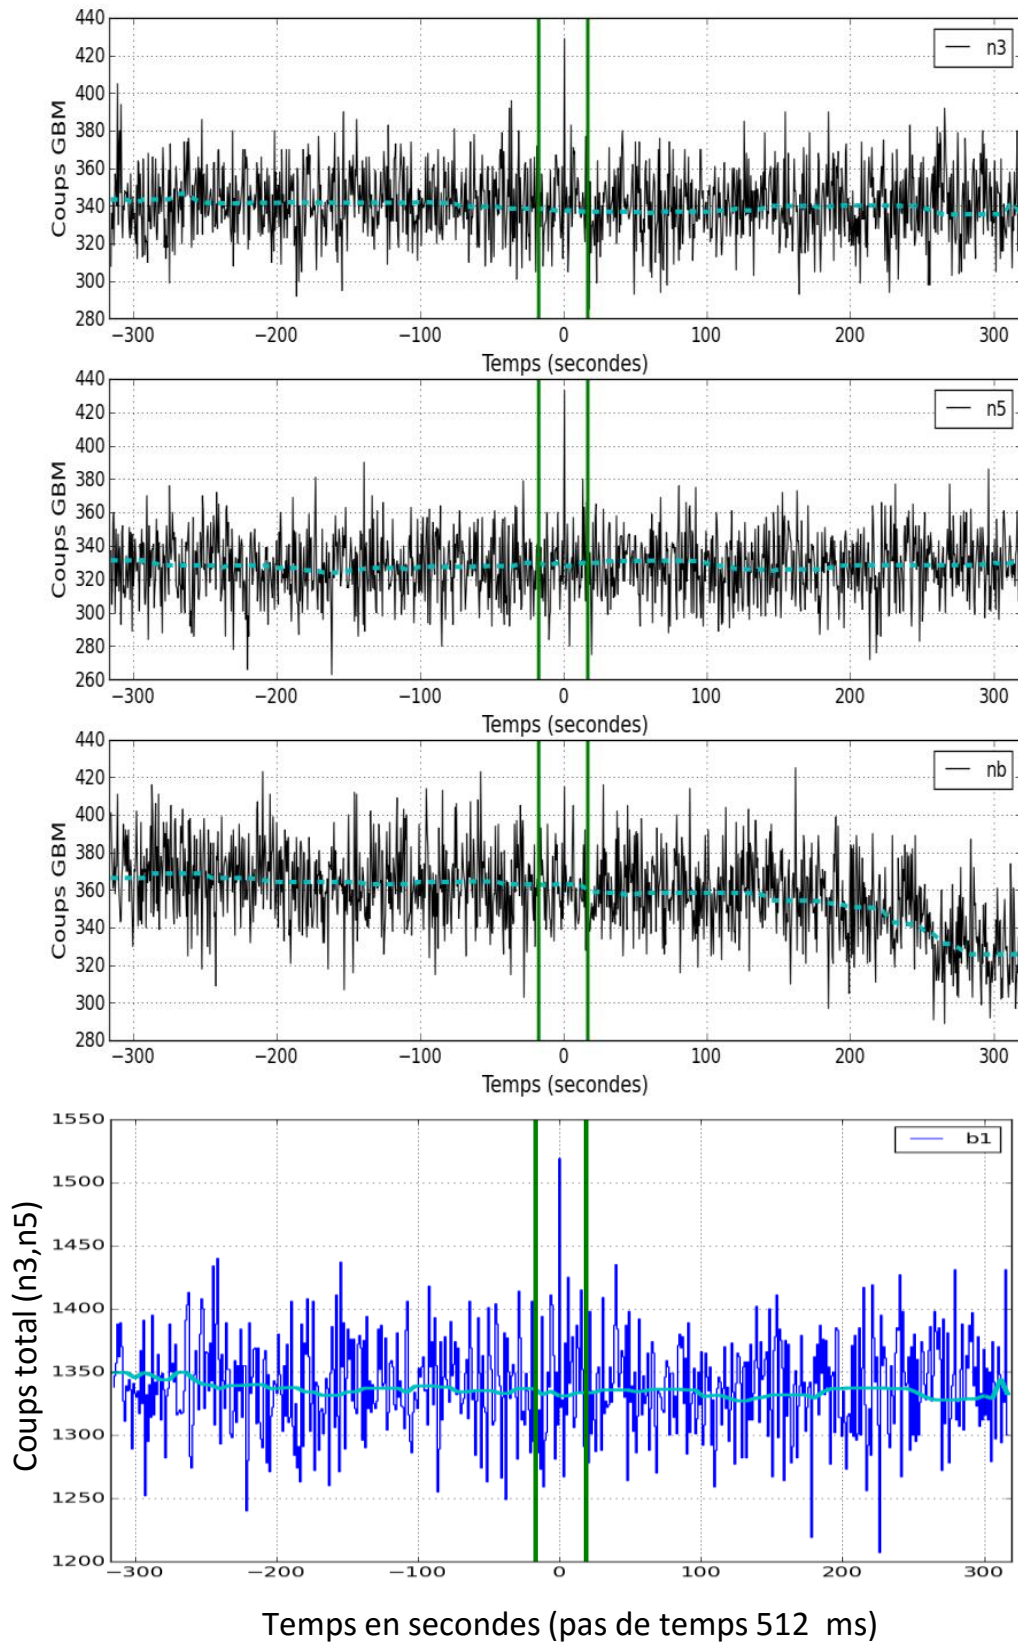 440
420
400
380
360
340
320
300
280
Coups GBM
n3
−300 −200 −100 0 100 200 300
Temps (secondes)
440
420
400
380
360
340
320
300
280
260
Coups GBM
n5
−300 −200 −100 0 100 200 300
Temps (secondes)
440
420
400
380
360
340
320
300
280
Coups GBM
nb
−300 −200 −100 0 100 200 300
Temps (secondes)
1550
1500
1450
1400
1350
1300
1250
1200
Coups total (n3,n5)
b1
−300 −200 −100 0 100 200 300
Temps en secondes (pas de temps 512 ms)